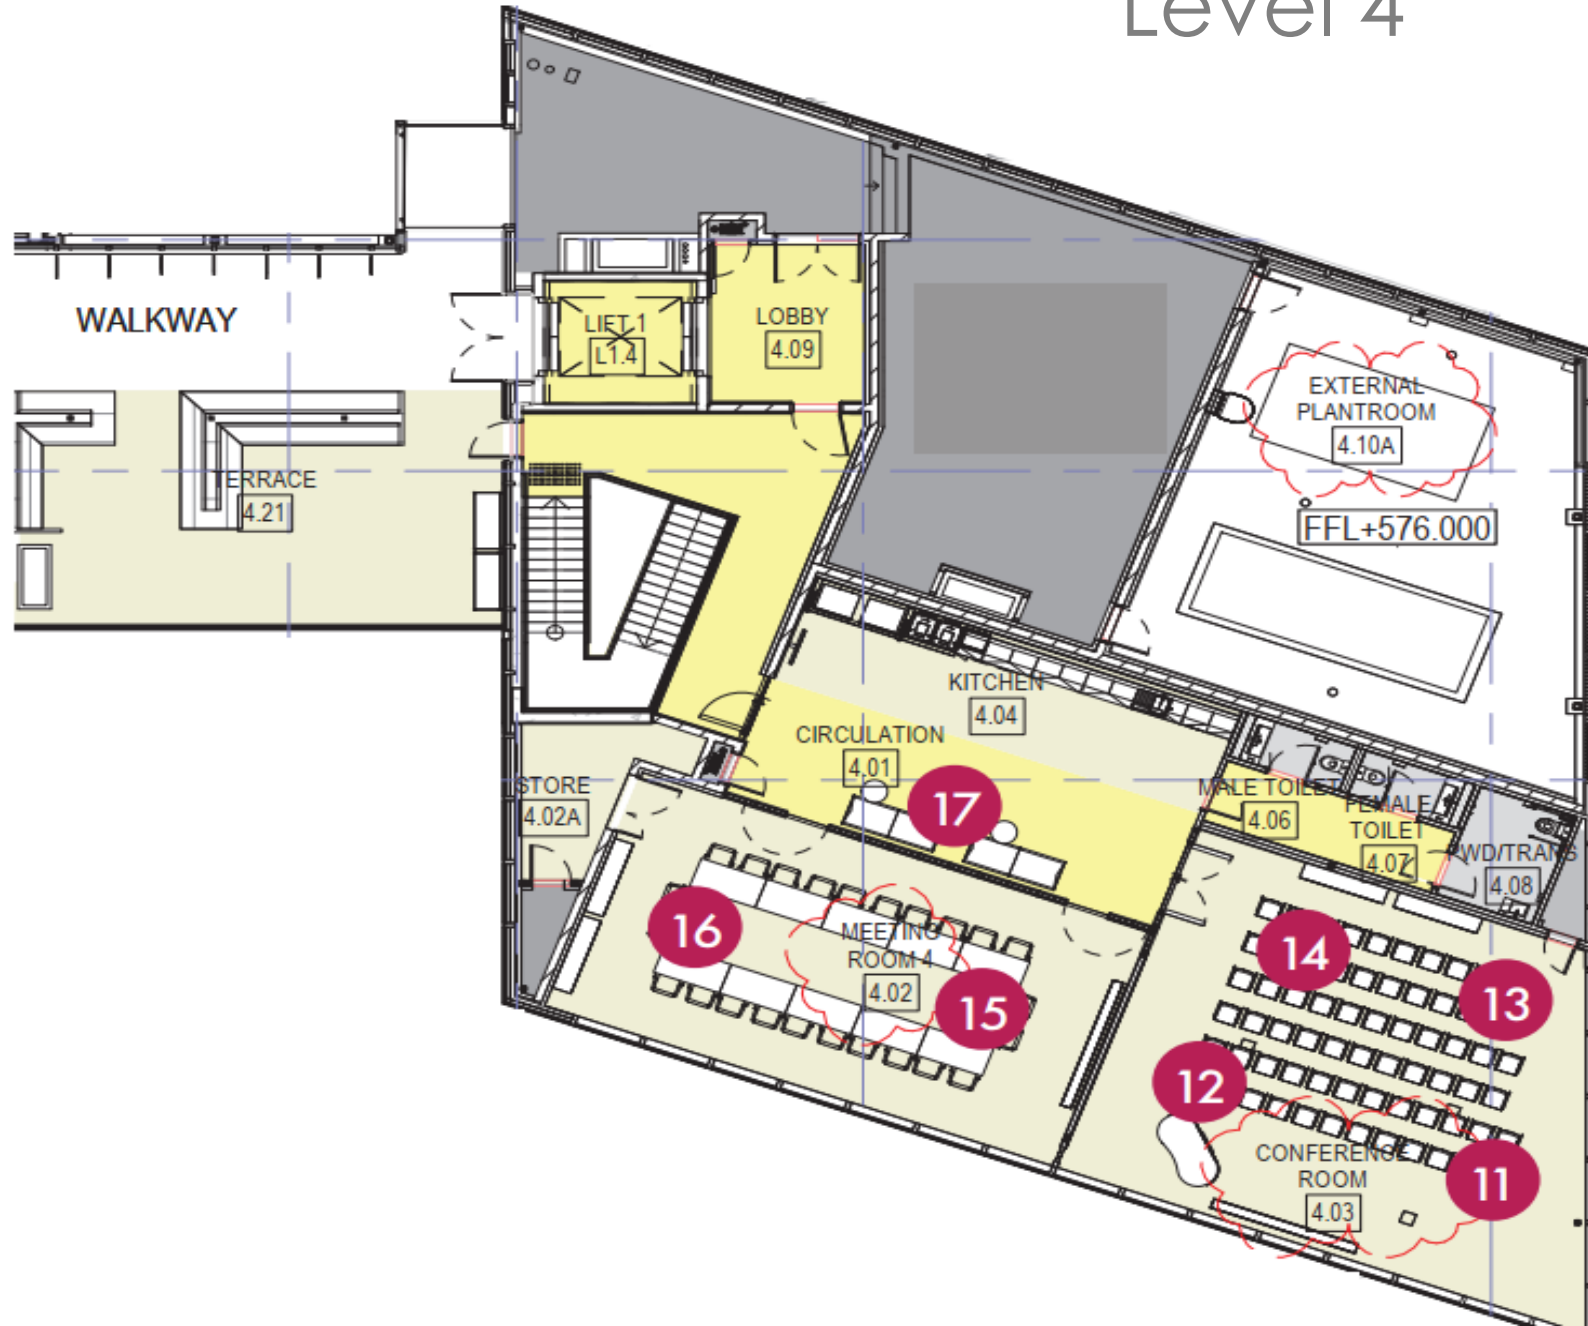 Level 4
WALKWAY
LIFT 1
L1.4
LOBBY
4.09
EXTERNAL
PLANTROOM
4.10A
TERRACE
4.21
FFL+576.000
KITCHEN
4.04
CIRCULATION
4.01
STORE
4.02A
17
MALE TOILET
4.06
FEMALE
TOILET
4.07
PWD/TRANS
4.08
16
MEETING
ROOM 4
4.02
15
14
13
12
CONFERENCE
ROOM
4.03
11